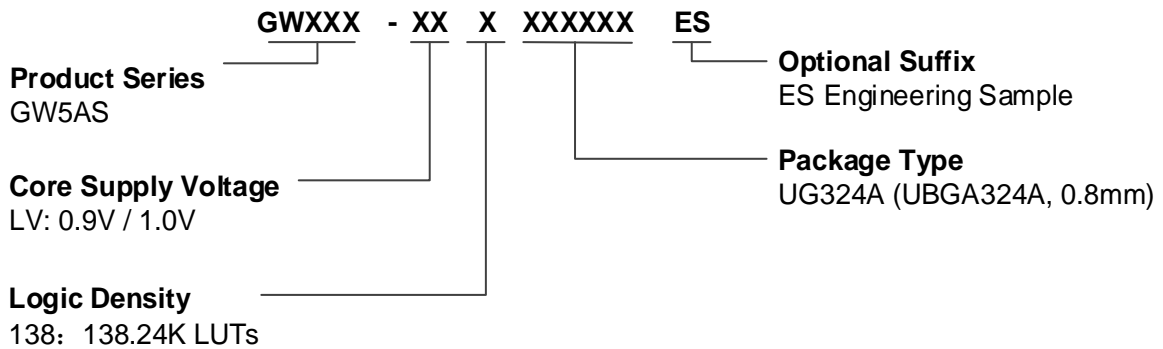 GWXXX - XX X XXXXXX ES
Product Series
GW5AS
Optional Suffix
ES Engineering Sample
Core Supply Voltage
LV: 0.9V / 1.0V
Package Type
UG324A (UBGA324A, 0.8mm)
Logic Density
138：138.24K LUTs